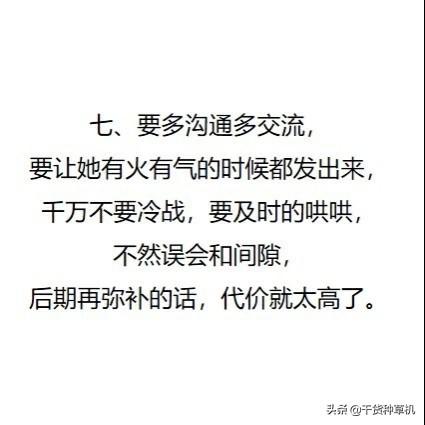 七、要多沟通多交流，
要让她有火有气的时候都发出来，
千万不要冷战，要及时的哄哄，
不然误会和间隙，
后期再弥补的话，代价就太高了。
头条 @干货种草机